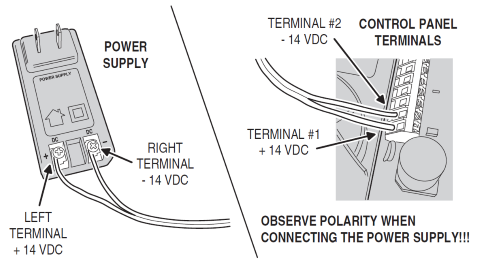 POWER
SUPPLY
POWER SUPPLY
DC
DC
+
-
RIGHT
TERMINAL
- 14 VDC
LEFT
TERMINAL
+ 14 VDC
TERMINAL #2
- 14 VDC
CONTROL PANEL
TERMINALS
TERMINAL #1
+ 14 VDC
OBSERVE POLARITY WHEN
CONNECTING THE POWER SUPPLY!!!